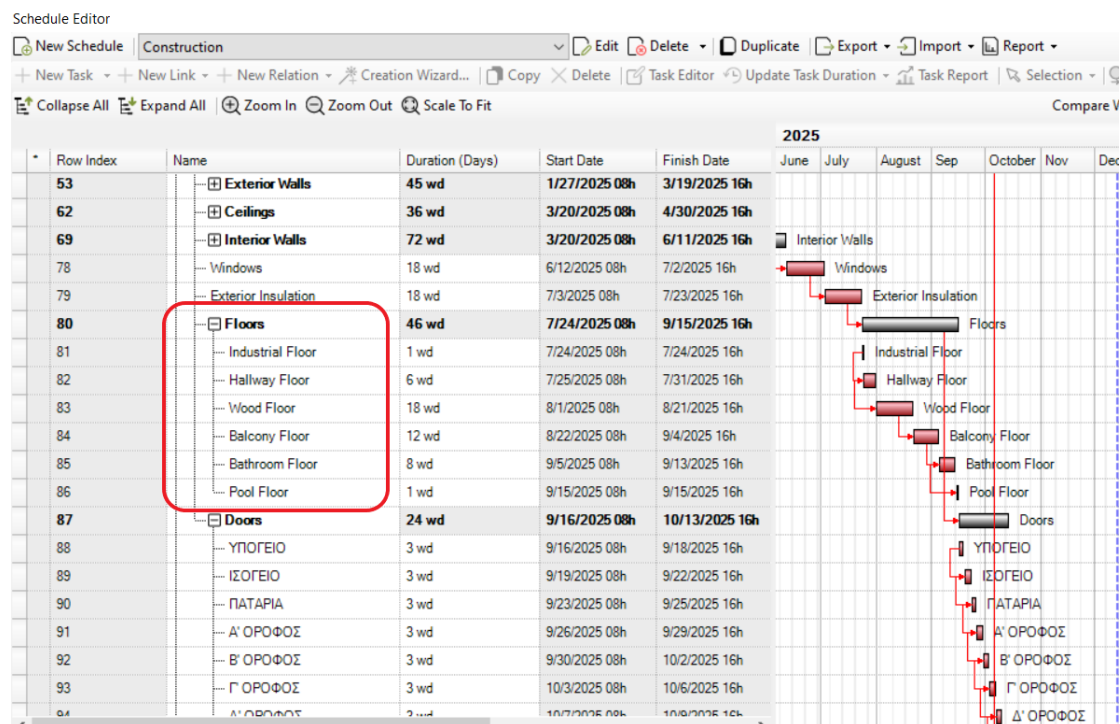 Schedule Editor
New Schedule Construction Edit Delete Duplicate Export Import Report
New Task New Link New Relation Creation Wizard... Copy Delete Task Editor Update Task Duration Task Report Selection
Collapse All Expand All Zoom In Zoom Out Scale To Fit Compare
2025
* Row Index Name Duration (Days) Start Date Finish Date June July August Sep October Nov Dec
53 Exterior Walls 45 wd 1/27/2025 08h 3/19/2025 16h
62 Ceilings 36 wd 3/20/2025 08h 4/30/2025 16h
69 Interior Walls 72 wd 3/20/2025 08h 6/11/2025 16h Interior Walls
78 Windows 18 wd 6/12/2025 08h 7/2/2025 16h Windows
79 Exterior Insulation 18 wd 7/3/2025 08h 7/23/2025 16h Exterior Insulation
80 Floors 46 wd 7/24/2025 08h 9/15/2025 16h Floors
81 Industrial Floor 1 wd 7/24/2025 08h 7/24/2025 16h Industrial Floor
82 Hallway Floor 6 wd 7/25/2025 08h 7/31/2025 16h Hallway Floor
83 Wood Floor 18 wd 8/1/2025 08h 8/21/2025 16h Wood Floor
84 Balcony Floor 12 wd 8/22/2025 08h 9/4/2025 16h Balcony Floor
85 Bathroom Floor 8 wd 9/5/2025 08h 9/13/2025 16h Bathroom Floor
86 Pool Floor 1 wd 9/15/2025 08h 9/15/2025 16h Pool Floor
87 Doors 24 wd 9/16/2025 08h 10/13/2025 16h Doors
88 ΥΠΟΓΕΙΟ 3 wd 9/16/2025 08h 9/18/2025 16h ΥΠΟΓΕΙΟ
89 ΙΣΟΓΕΙΟ 3 wd 9/19/2025 08h 9/22/2025 16h ΙΣΟΓΕΙΟ
90 ΠΑΤΑΡΙΑ 3 wd 9/23/2025 08h 9/25/2025 16h ΠΑΤΑΡΙΑ
91 Α' ΟΡΟΦΟΣ 3 wd 9/26/2025 08h 9/29/2025 16h Α' ΟΡΟΦΟΣ
92 Β' ΟΡΟΦΟΣ 3 wd 9/30/2025 08h 10/2/2025 16h Β' ΟΡΟΦΟΣ
93 Γ' ΟΡΟΦΟΣ 3 wd 10/3/2025 08h 10/6/2025 16h Γ' ΟΡΟΦΟΣ
94 Δ' ΟΡΟΦΟΣ 3 wd 10/7/2025 08h 10/9/2025 16h Δ' ΟΡΟΦΟΣ